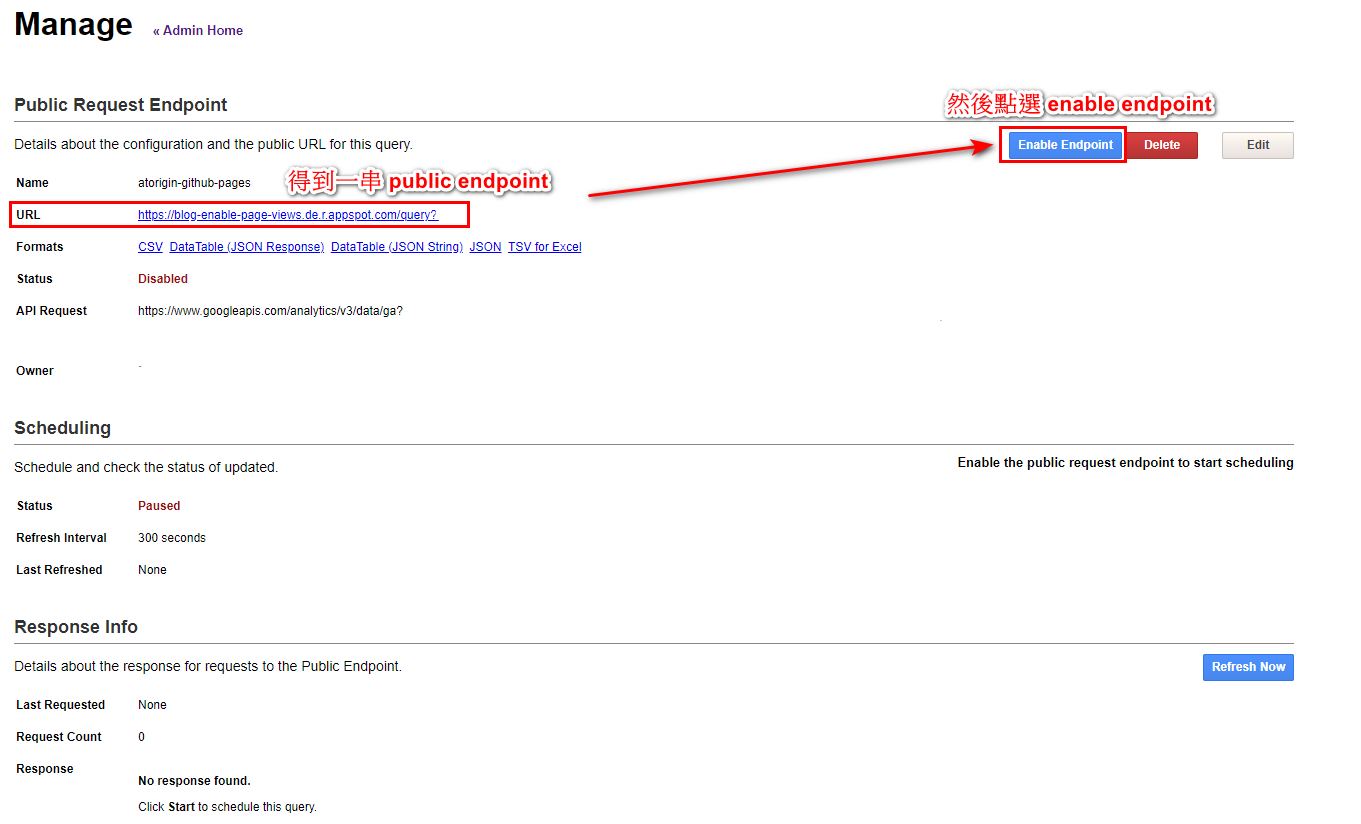 Manage « Admin Home
Public Request Endpoint
然後點選 enable endpoint
Details about the configuration and the public URL for this query.
Enable Endpoint Delete Edit
Name atorigin-github-pages
得到一串 public endpoint
URL https://blog-enable-page-views.de.r.appspot.com/query?
Formats CSV DataTable (JSON Response) DataTable (JSON String) JSON TSV for Excel
Status Disabled
API Request https://www.googleapis.com/analytics/v3/data/ga?
Owner
Scheduling
Schedule and check the status of updated.
Enable the public request endpoint to start scheduling
Status Paused
Refresh Interval 300 seconds
Last Refreshed None
Response Info
Details about the response for requests to the Public Endpoint.
Refresh Now
Last Requested None
Request Count 0
Response
No response found.
Click Start to schedule this query.